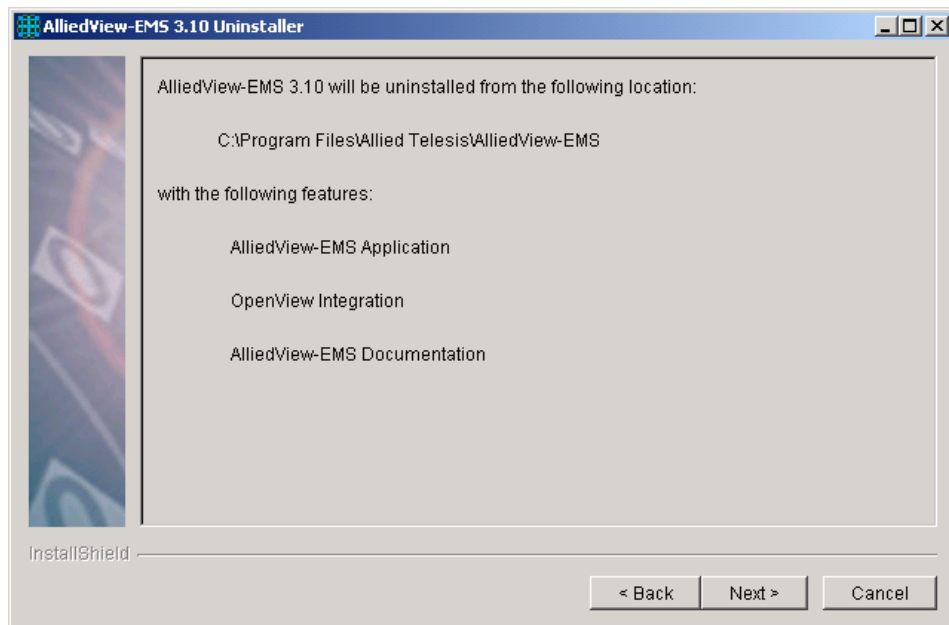 AlliedView-EMS 3.10 Uninstaller
AlliedView-EMS 3.10 will be uninstalled from the following location:
C:\Program Files\Allied Telesis\AlliedView-EMS
with the following features:
AlliedView-EMS Application
OpenView Integration
AlliedView-EMS Documentation
InstallShield
< Back
Next >
Cancel